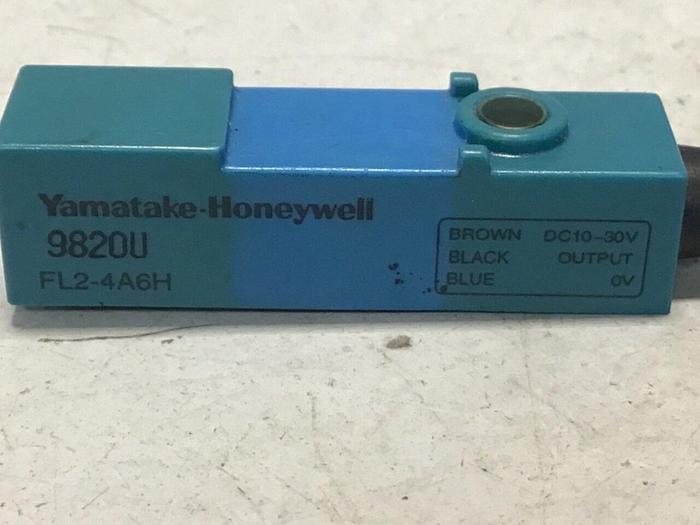 Yamatake-Honeywell
9820U
FL2-4A6H
BROWN DC10-30V
BLACK OUTPUT
BLUE 0V